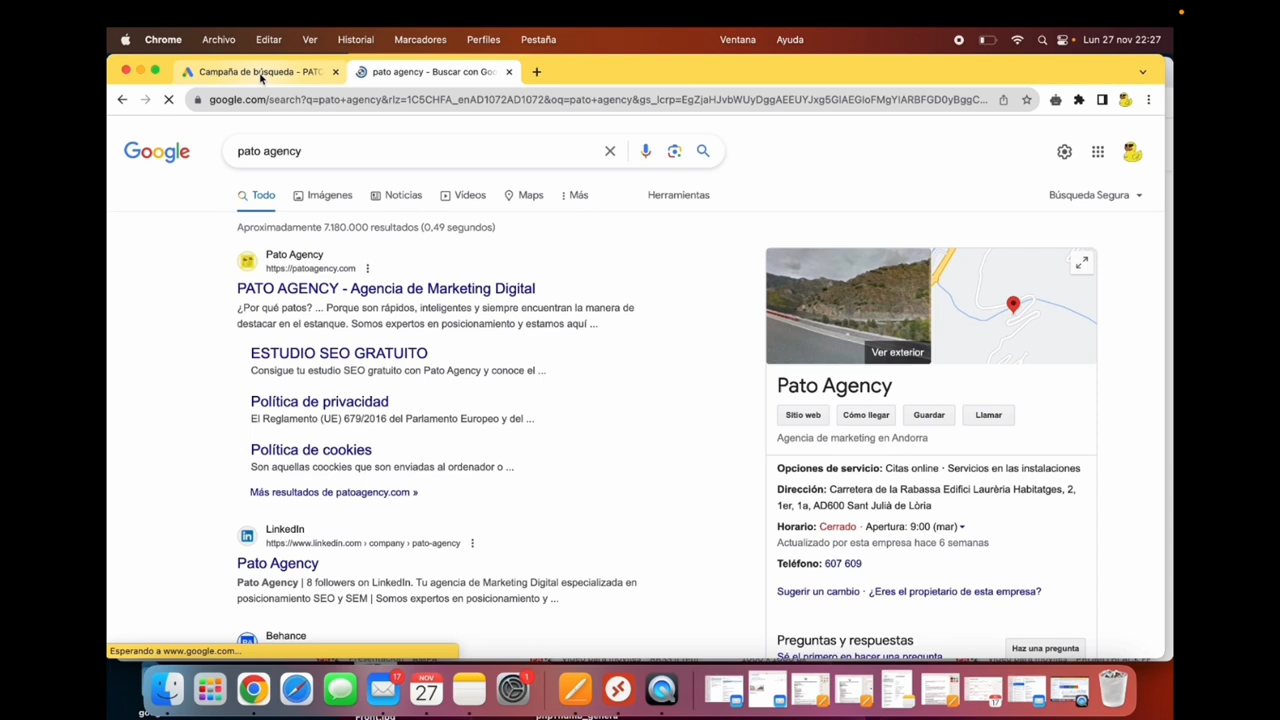 Chrome Archivo Editar Ver Historial Marcadores Perfiles Pestaña Ventana Ayuda Lun 27 nov 22:27
Campaña de búsqueda - PATO
pato agency - Buscar con Goo
google.com/search?q=pato+agency&rlz=1C5CHFA_enAD1072AD1072&oq=pato+agency&gs_lcrp=EgZjaHJvbWUyDggAEEUYJxg5GIAEGIoFMgYIARBFGD0yBggC...
Google
pato agency
Todo Imágenes Noticias Vídeos Maps Más Herramientas Búsqueda Segura
Aproximadamente 7.180.000 resultados (0,49 segundos)
Pato Agency
https://patoagency.com
PATO AGENCY - Agencia de Marketing Digital
¿Por qué patos? ... Porque son rápidos, inteligentes y siempre encuentran la manera de
destacar en el estanque. Somos expertos en posicionamiento y estamos aquí ...
ESTUDIO SEO GRATUITO
Consigue tu estudio SEO gratuito con Pato Agency y conoce el ...
Política de privacidad
El Reglamento (UE) 679/2016 del Parlamento Europeo y del ...
Política de cookies
Son aquellas coockies que son enviadas al ordenador o ...
Más resultados de patoagency.com »
LinkedIn
https://www.linkedin.com › company › pato-agency
Pato Agency
Pato Agency | 8 followers on LinkedIn. Tu agencia de Marketing Digital especializada en
posicionamiento SEO y SEM | Somos expertos en posicionamiento y ...
Behance
Ver exterior
Pato Agency
Sitio web Cómo llegar Guardar Llamar
Agencia de marketing en Andorra
Opciones de servicio: Citas online · Servicios en las instalaciones
Dirección: Carretera de la Rabassa Edifici Laurèria Habitatges, 2,
1er, 1a, AD600 Sant Julià de Lòria
Horario: Cerrado · Apertura: 9:00 (mar)
Actualizado por esta empresa hace 6 semanas
Teléfono: 607 609
Sugerir un cambio · ¿Eres el propietario de esta empresa?
Preguntas y respuestas
Haz una pregunta
Sé el primero en hacer una pregunta
Esperando a www.google.com...
17
NOV
27
1